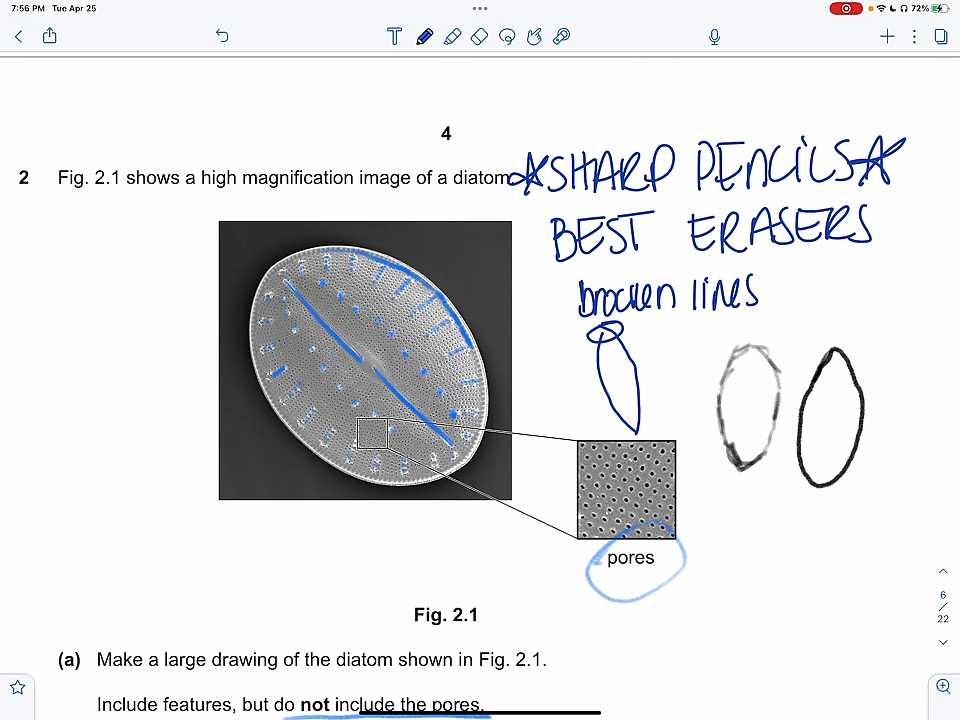 7:56 PM Tue Apr 25
72%
4
2 Fig. 2.1 shows a high magnification image of a diatom
SHARP PENCILS
BEST ERASERS
brocken lines
pores
Fig. 2.1
6
/
22
(a) Make a large drawing of the diatom shown in Fig. 2.1.
Include features, but do not include the pores.